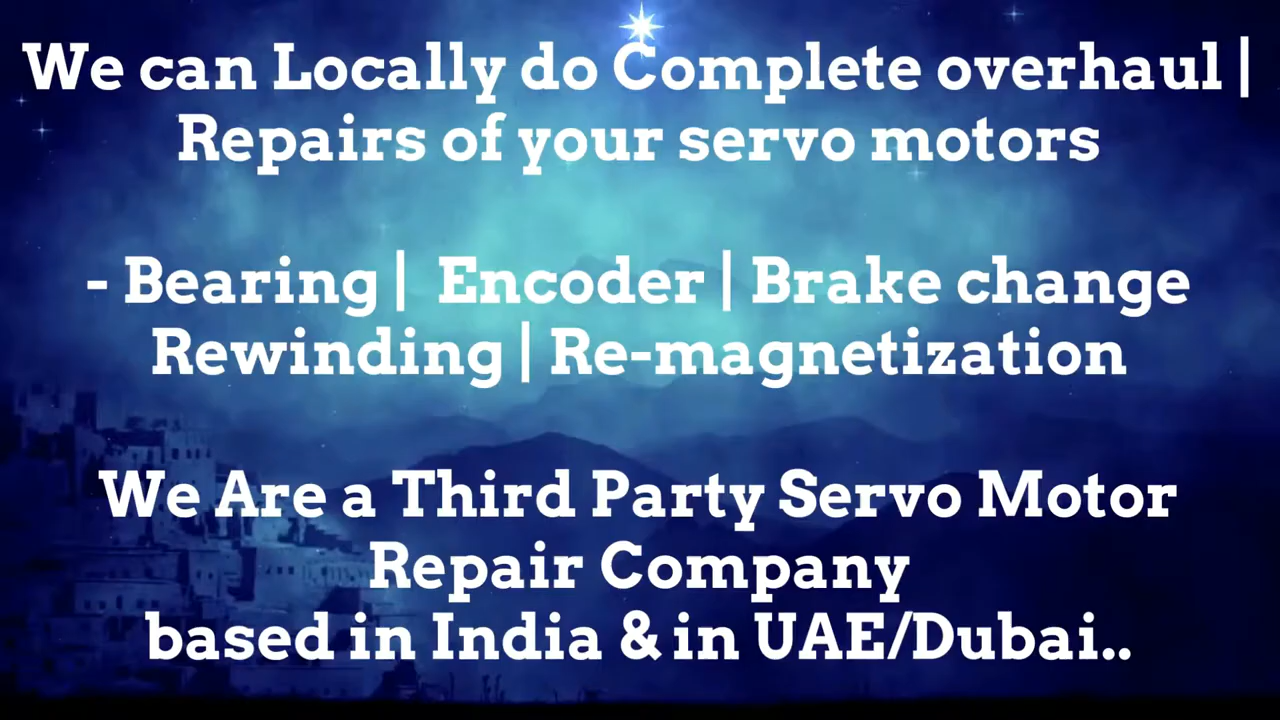 We can Locally do Complete overhaul |
Repairs of your servo motors
- Bearing | Encoder | Brake change
Rewinding | Re-magnetization
We Are a Third Party Servo Motor
Repair Company
based in India & in UAE/Dubai..